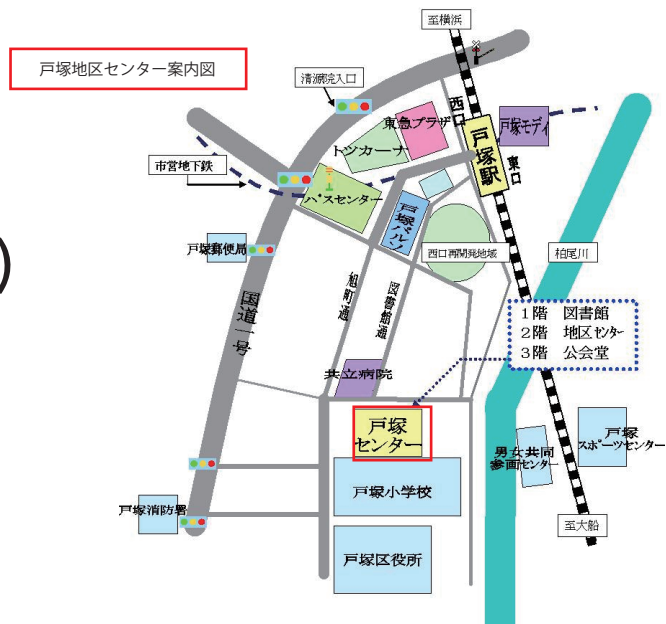 至横浜
戸塚地区センター案内図
清源院入口
西口
東急プラザ
戸塚モディ
トツカーナ
戸塚駅
東口
市営地下鉄
バスセンター
戸塚パルソ
戸塚郵便局
西口再開発地域
柏尾川
国道一号
旭町通
図書館通
1階 図書館
2階 地区センター
3階 公会堂
共立病院
戸塚
センター
戸塚
スポーツセンター
男女共同
参画センター
戸塚小学校
戸塚消防署
至大船
戸塚区役所